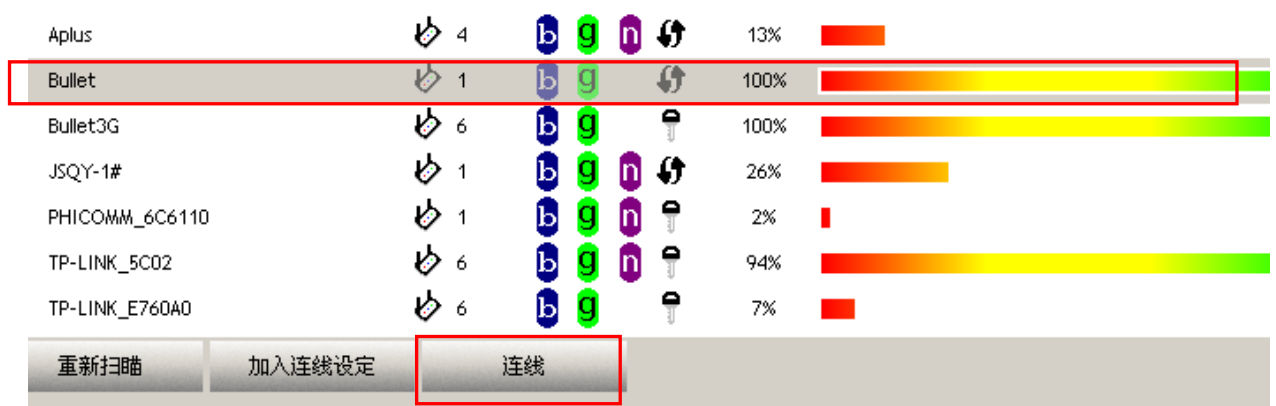 Aplus 4 b g n 13%
Bullet 1 b g 100%
Bullet3G 6 b g 100%
JSQY-1# 1 b g n 26%
PHICOMM_6C6110 1 b g n 2%
TP-LINK_5C02 6 b g n 94%
TP-LINK_E760A0 6 b g 7%
重新扫瞄 加入连线设定 连线